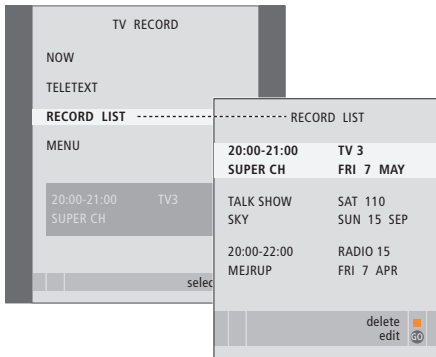 TV RECORD
NOW
TELETEXT
RECORD LIST
MENU
20:00-21:00 TV3
SUPER CH
RECORD LIST
20:00-21:00 TV 3
SUPER CH FRI 7 MAY
TALK SHOW SAT 110
SKY SUN 15 SEP
20:00-22:00 RADIO 15
MEJRUP FRI 7 APR
delete
edit GO